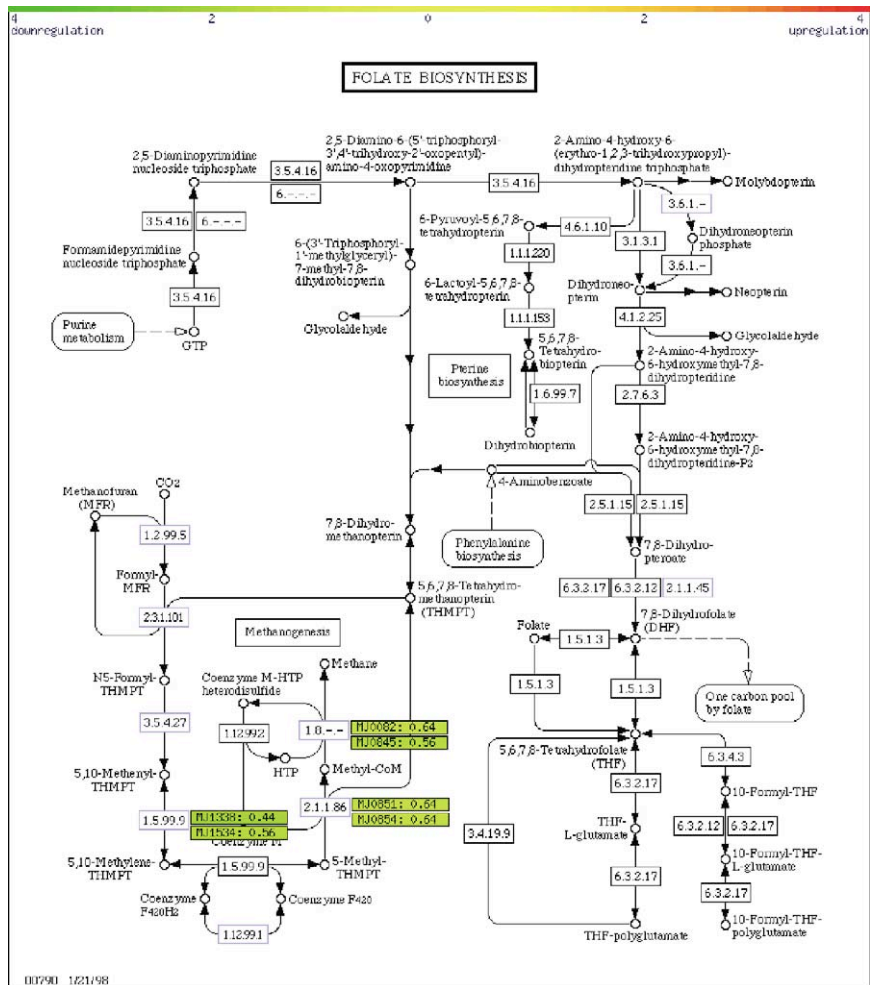 4 2 0 2 4
downregulation upregulation
FOLATE BIOSYNTHESIS
2,5-Diaminopyrimidine
nucleoside triphosphate
2,5-Diamino-6-(5'-triphosphoryl-
3',4'-trihydroxy-2'-oxopentyl)-
amino-4-oxopyrimidine
2-Amino-4-hydroxy-6-
(erythro-1,2,3-trihydroxypropyl)-
dihydropteridine triphosphate
3.5.4.16
6.-.-.-
3.5.4.16
Molybdopterin
3.6.1.-
3.5.4.16
6.-.-.-
6-Pyruvoyl-5,6,7,8-
tetrahydropterin
4.6.1.10
3.1.3.1
Dihydroneopterin
phosphate
Formamidepyrimidine
nucleoside triphosphate
6-(3'-Triphosphoryl-
1'-methylglyceryl)-
7-methyl-7,8-
dihydrobiopterin
1.1.1.220
3.6.1.-
3.5.4.16
6-Lactoyl-5,6,7,8-
tetrahydropterin
Dihydroneo-
pterin
Neopterin
Purine
metabolism
GTP
Glycolaldehyde
1.1.1.153
4.1.2.25
Glycolaldehyde
5,6,7,8-
Tetrahydro-
biopterin
2-Amino-4-hydroxy-
6-hydroxymethyl-7,8-
dihydropteridine
Pterine
biosynthesis
1.6.99.7
2.7.6.3
Dihydrobiopterin
2-Amino-4-hydroxy-
6-hydroxymethyl-7,8-
dihydropteridine-P2
4-Aminobenzoate
CO2
Methanofuran
(MFR)
2.5.1.15
2.5.1.15
1.2.99.5
7,8-Dihydro-
methanopterin
Phenylalanine
biosynthesis
7,8-Dihydro-
pteroate
Formyl-
MFR
5,6,7,8-Tetrahydro-
methanopterin
(THMPT)
6.3.2.17
6.3.2.12
2.1.1.45
2.3.1.101
7,8-Dihydrofolate
(DHF)
Methanogenesis
Folate
1.5.1.3
N5-Formyl-
THMPT
Coenzyme M-HTP
heterodisulfide
Methane
1.5.1.3
1.5.1.3
One carbon pool
by folate
3.5.4.27
1.12.99.2
1.8.-.-
MJ0082: 0.64
MJ0845: 0.56
HTP
5,6,7,8-Tetrahydrofolate
(THF)
6.3.4.3
5,10-Methenyl-
THMPT
Methyl-CoM
6.3.2.17
10-Formyl-THF
1.5.99.9
MJ1338: 0.44
MJ1534: 0.56
Coenzyme M
2.1.1.86
MJ0851: 0.64
MJ0854: 0.64
3.4.19.9
THF-
L-glutamate
6.3.2.12
6.3.2.17
5,10-Methylene-
THMPT
1.5.99.9
5-Methyl-
THMPT
10-Formyl-THF-
L-glutamate
6.3.2.17
6.3.2.17
Coenzyme
F420H2
Coenzyme F420
1.12.99.1
THF-polyglutamate
10-Formyl-THF-
polyglutamate
00790 1/21/98